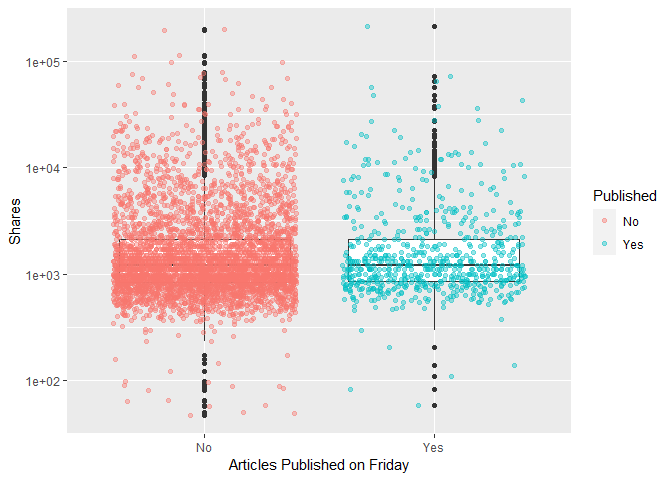 1e+05
1e+04
1e+03
1e+02
Shares
No
Yes
Articles Published on Friday
Published
No
Yes